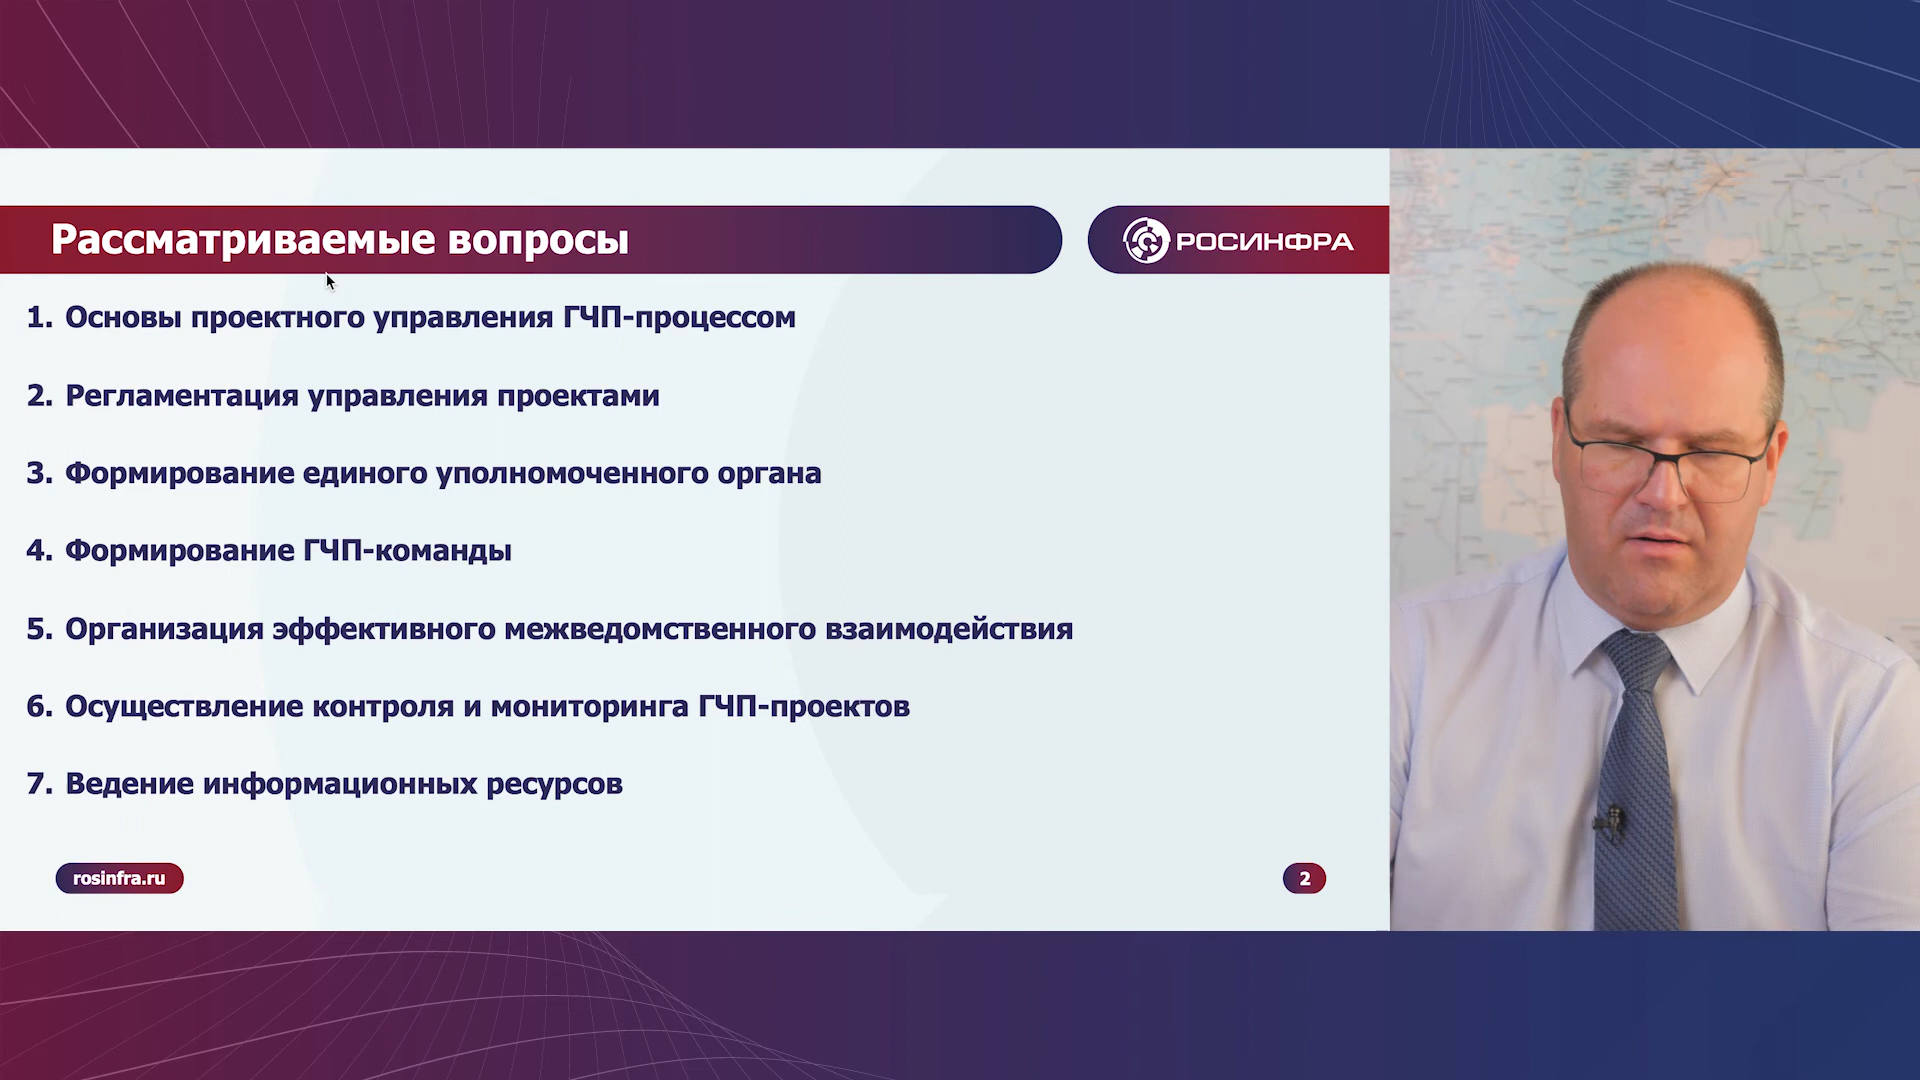 Рассматриваемые вопросы
РОСИНФРА
1. Основы проектного управления ГЧП-процессом
2. Регламентация управления проектами
3. Формирование единого уполномоченного органа
4. Формирование ГЧП-команды
5. Организация эффективного межведомственного взаимодействия
6. Осуществление контроля и мониторинга ГЧП-проектов
7. Ведение информационных ресурсов
rosinfra.ru
2